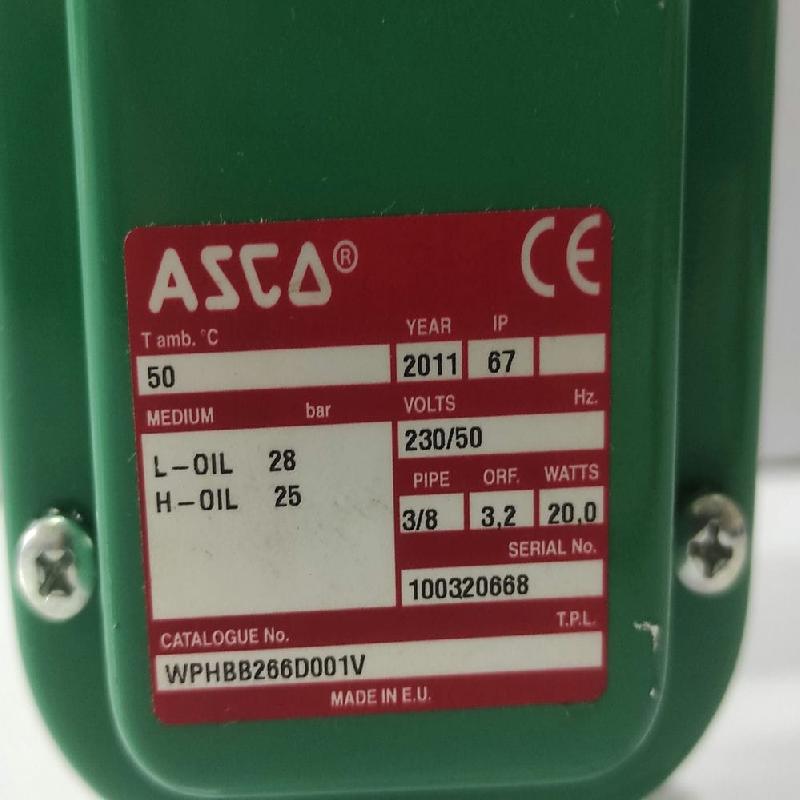 ASCO® CE
T amb. °C YEAR IP
50 2011 67
MEDIUM bar VOLTS Hz.
230/50
L-OIL 28
H-OIL 25
PIPE ORF. WATTS
3/8 3,2 20,0
SERIAL No.
100320668
CATALOGUE No. T.P.L.
WPHBB266D001V
MADE IN E.U.